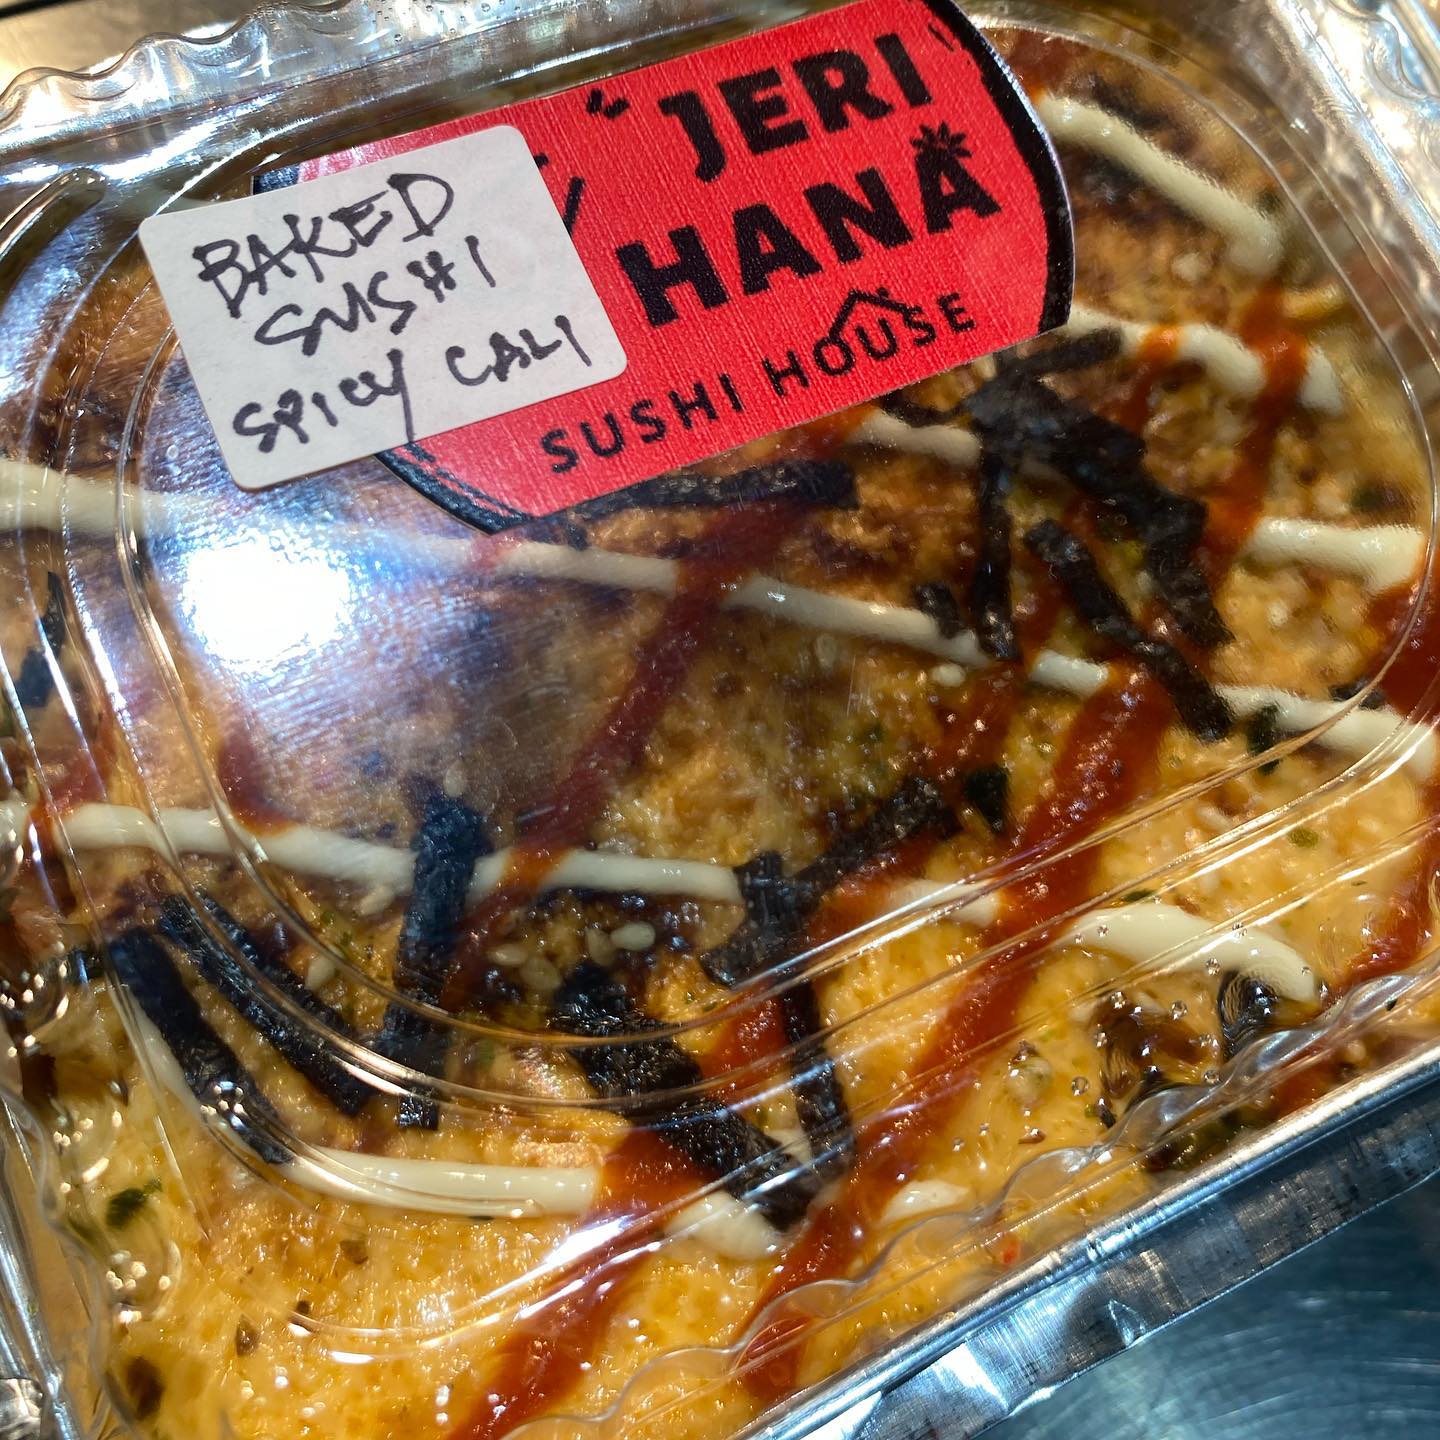 "JERI
HANA
SUSHI HOUSE
BAKED
SUSHI
SPICY CALI